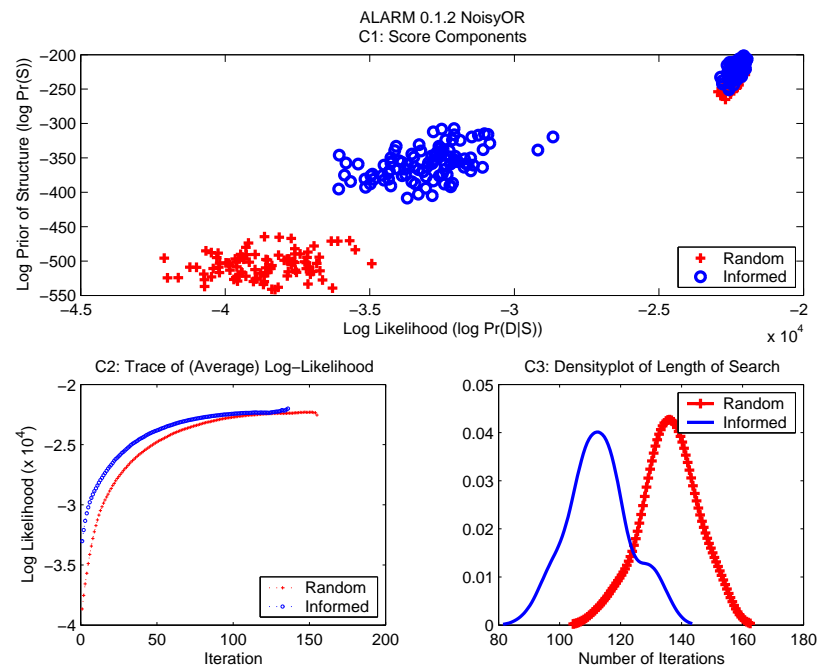 ALARM 0.1.2 NoisyOR
C1: Score Components
Log Prior of Structure (log Pr(S))
−200
−250
−300
−350
−400
−450
−500
−550
−4.5
−4
−3.5
−3
−2.5
−2
x 10^4
Log Likelihood (log Pr(D|S))
Random
Informed
C2: Trace of (Average) Log−Likelihood
Log Likelihood (x 10^4)
−2
−2.5
−3
−3.5
−4
0
50
100
150
200
Iteration
Random
Informed
C3: Densityplot of Length of Search
0.05
0.04
0.03
0.02
0.01
0
80
100
120
140
160
180
Number of Iterations
Random
Informed